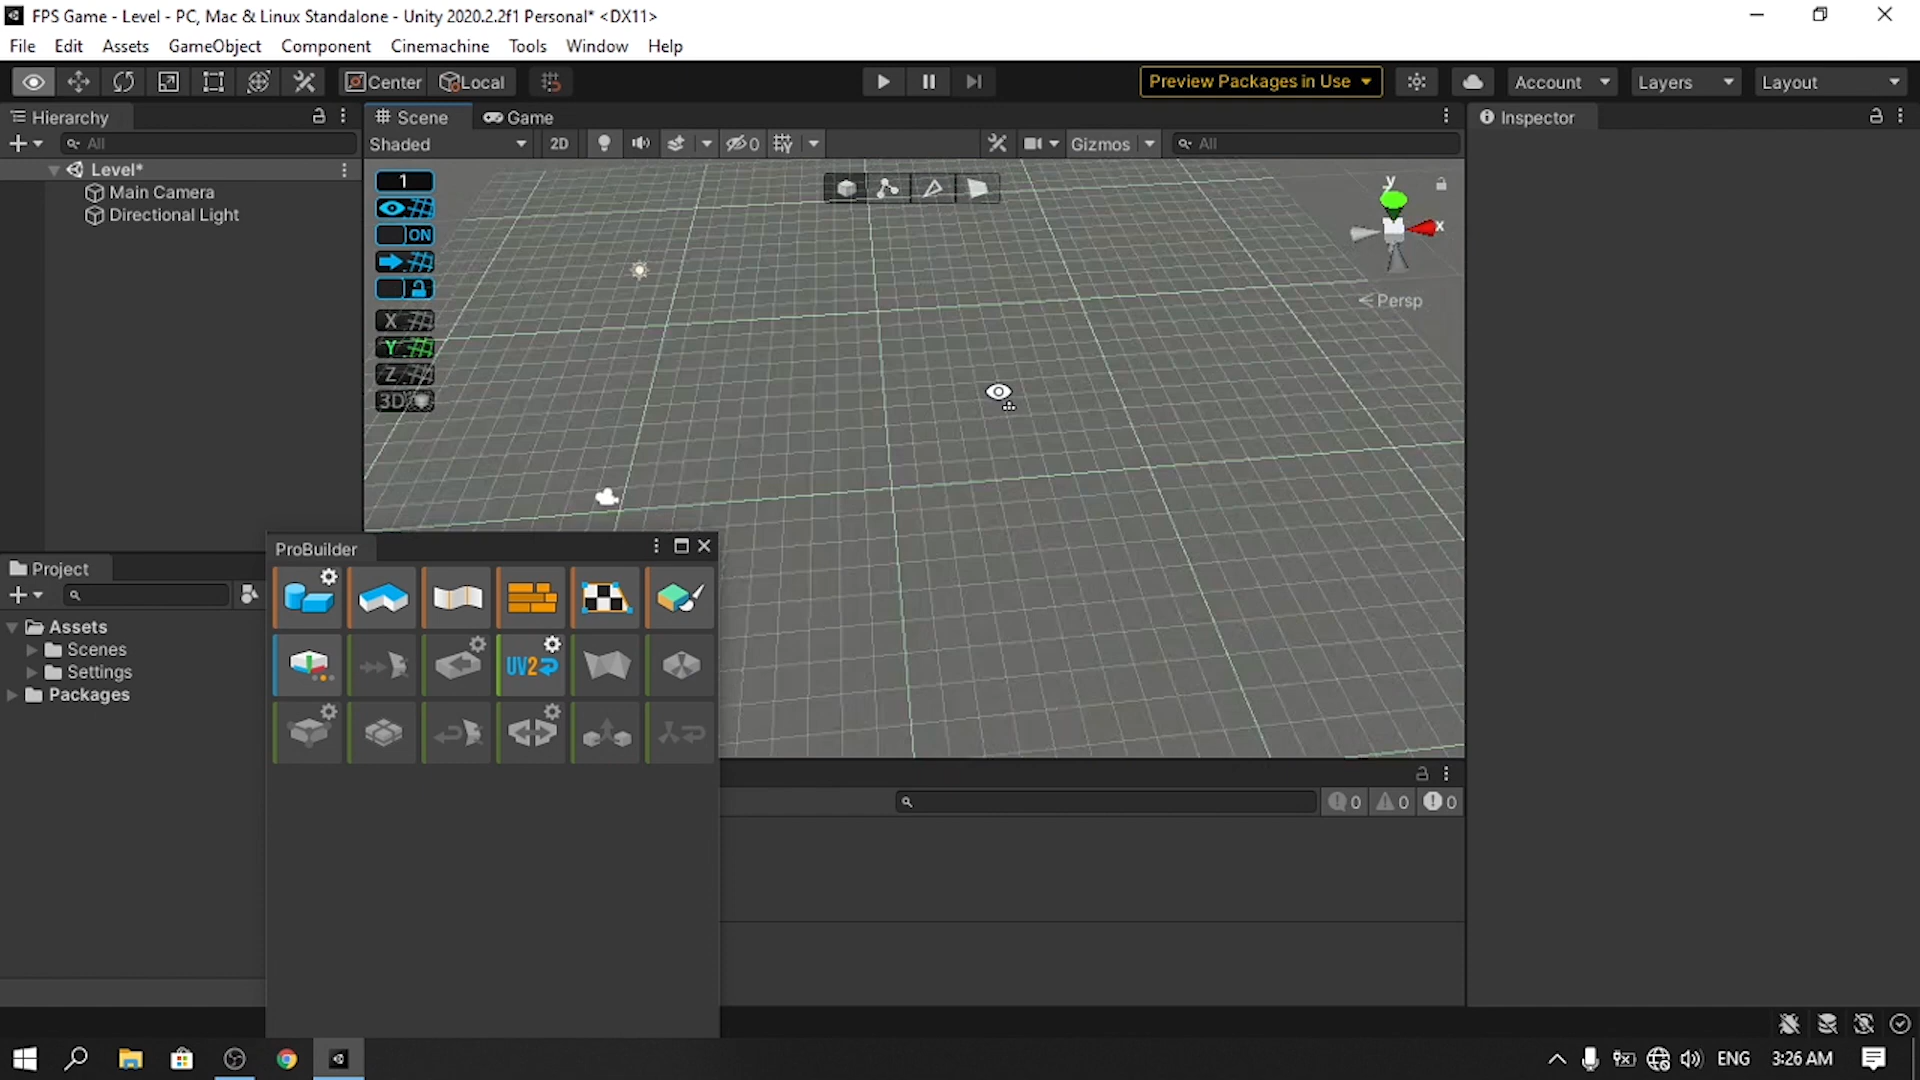 FPS Game - Level - PC, Mac & Linux Standalone - Unity 2020.2.2f1 Personal* <DX11>
File Edit Assets GameObject Component Cinemachine Tools Window Help
Center Local Preview Packages in Use Account Layers Layout
Hierarchy Scene Game Inspector
All Shaded 2D 0 Gizmos All
Level*
Main Camera
Directional Light
1
ON
X
Y
Z
3D
y
x
Persp
ProBuilder
Project
Assets
Scenes
Settings
Packages
UV2
0 0 0
ENG 3:26 AM